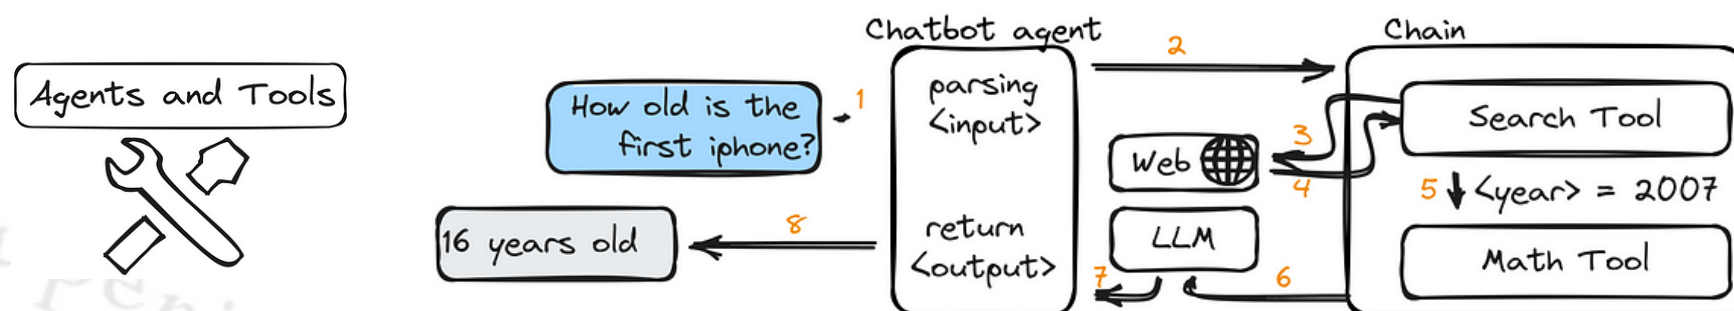 Agents and Tools
How old is the
first iphone?
1
16 years old
8
Chatbot agent
parsing
<input>
return
<output>
2
Web
3
4
LLM
7
6
Chain
Search Tool
5 <year> = 2007
Math Tool